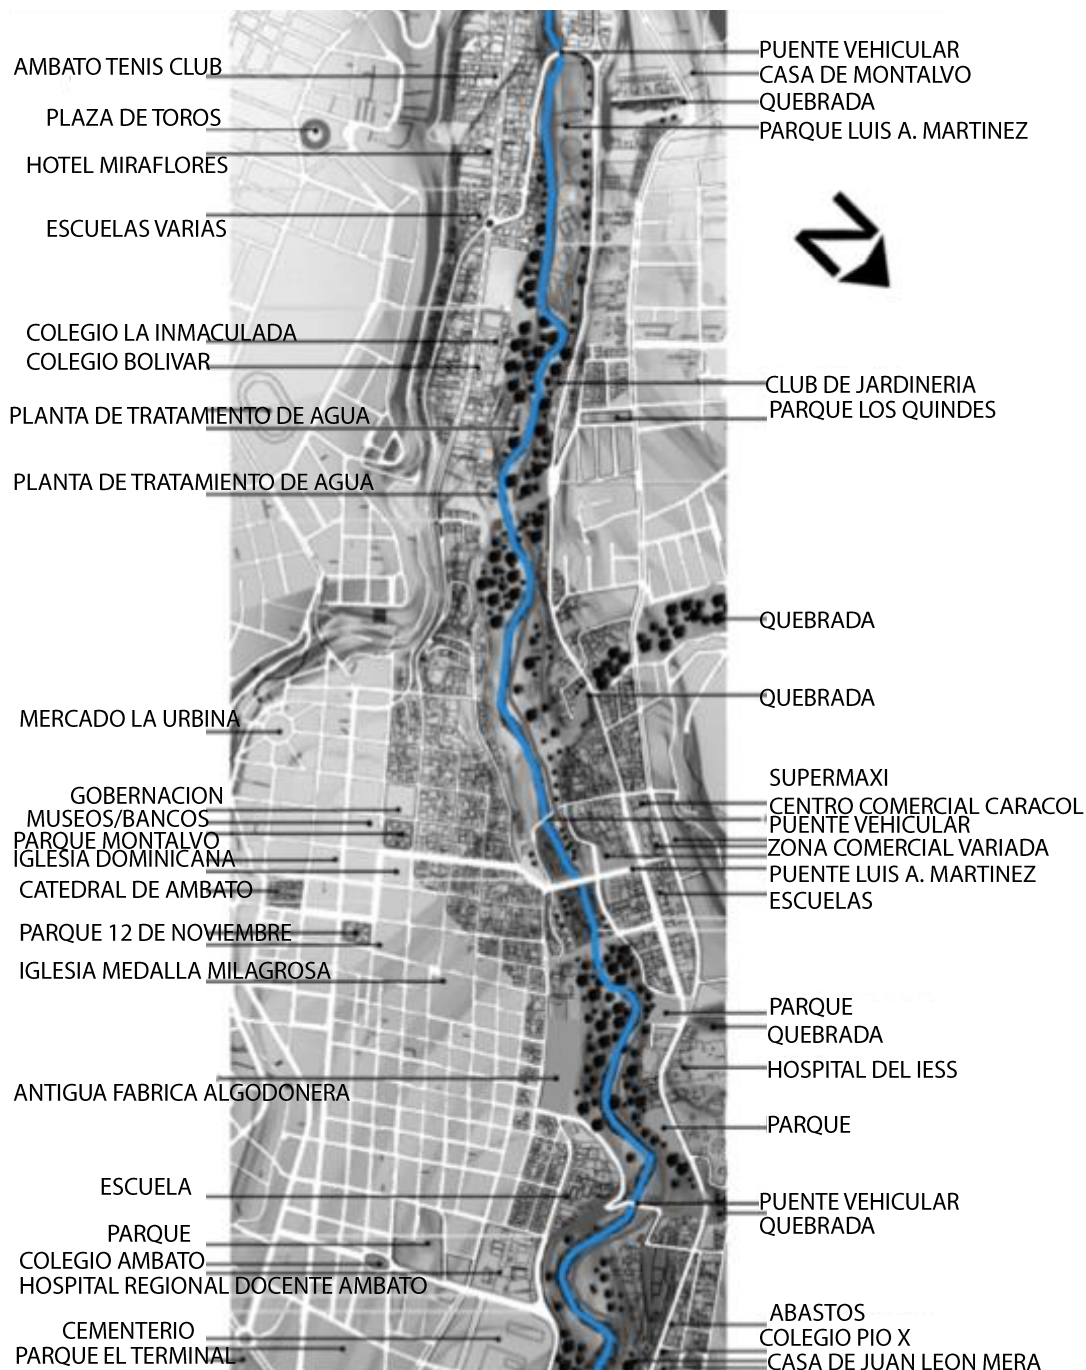 AMBATO TENIS CLUB
PLAZA DE TOROS
HOTEL MIRAFLORES
ESCUELAS VARIAS
COLEGIO LA INMACULADA
COLEGIO BOLIVAR
PLANTA DE TRATAMIENTO DE AGUA
PLANTA DE TRATAMIENTO DE AGUA
MERCADO LA URBINA
GOBERNACION
MUSEOS/BANCOS
PARQUE MONTALVO
IGLESIA DOMINICANA
CATEDRAL DE AMBATO
PARQUE 12 DE NOVIEMBRE
IGLESIA MEDALLA MILAGROSA
ANTIGUA FABRICA ALGODONERA
ESCUELA
PARQUE
COLEGIO AMBATO
HOSPITAL REGIONAL DOCENTE AMBATO
CEMENTERIO
PARQUE EL TERMINAL
PUENTE VEHICULAR
CASA DE MONTALVO
QUEBRADA
PARQUE LUIS A. MARTINEZ
N
CLUB DE JARDINERIA
PARQUE LOS QUINDES
QUEBRADA
QUEBRADA
SUPERMAXI
CENTRO COMERCIAL CARACOL
PUENTE VEHICULAR
ZONA COMERCIAL VARIADA
PUENTE LUIS A. MARTINEZ
ESCUELAS
PARQUE
QUEBRADA
HOSPITAL DEL IESS
PARQUE
PUENTE VEHICULAR
QUEBRADA
ABASTOS
COLEGIO PIO X
CASA DE JUAN LEON MERA